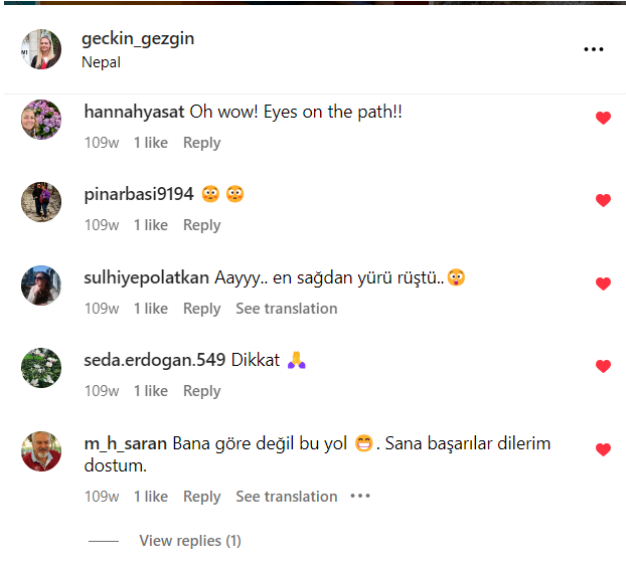 geckin_gezgin
Nepal
hannahyasat Oh wow! Eyes on the path!!
109w 1 like Reply
pinarbasi9194 😳 😳
109w 1 like Reply
sulhiyepolatkan Aayyy.. en sağdan yürü rüştü..😲
109w 1 like Reply See translation
seda.erdogan.549 Dikkat 🙏
109w 1 like Reply
m_h_saran Bana göre değil bu yol 😁. Sana başarılar dilerim
dostum.
109w 1 like Reply See translation •••
View replies (1)